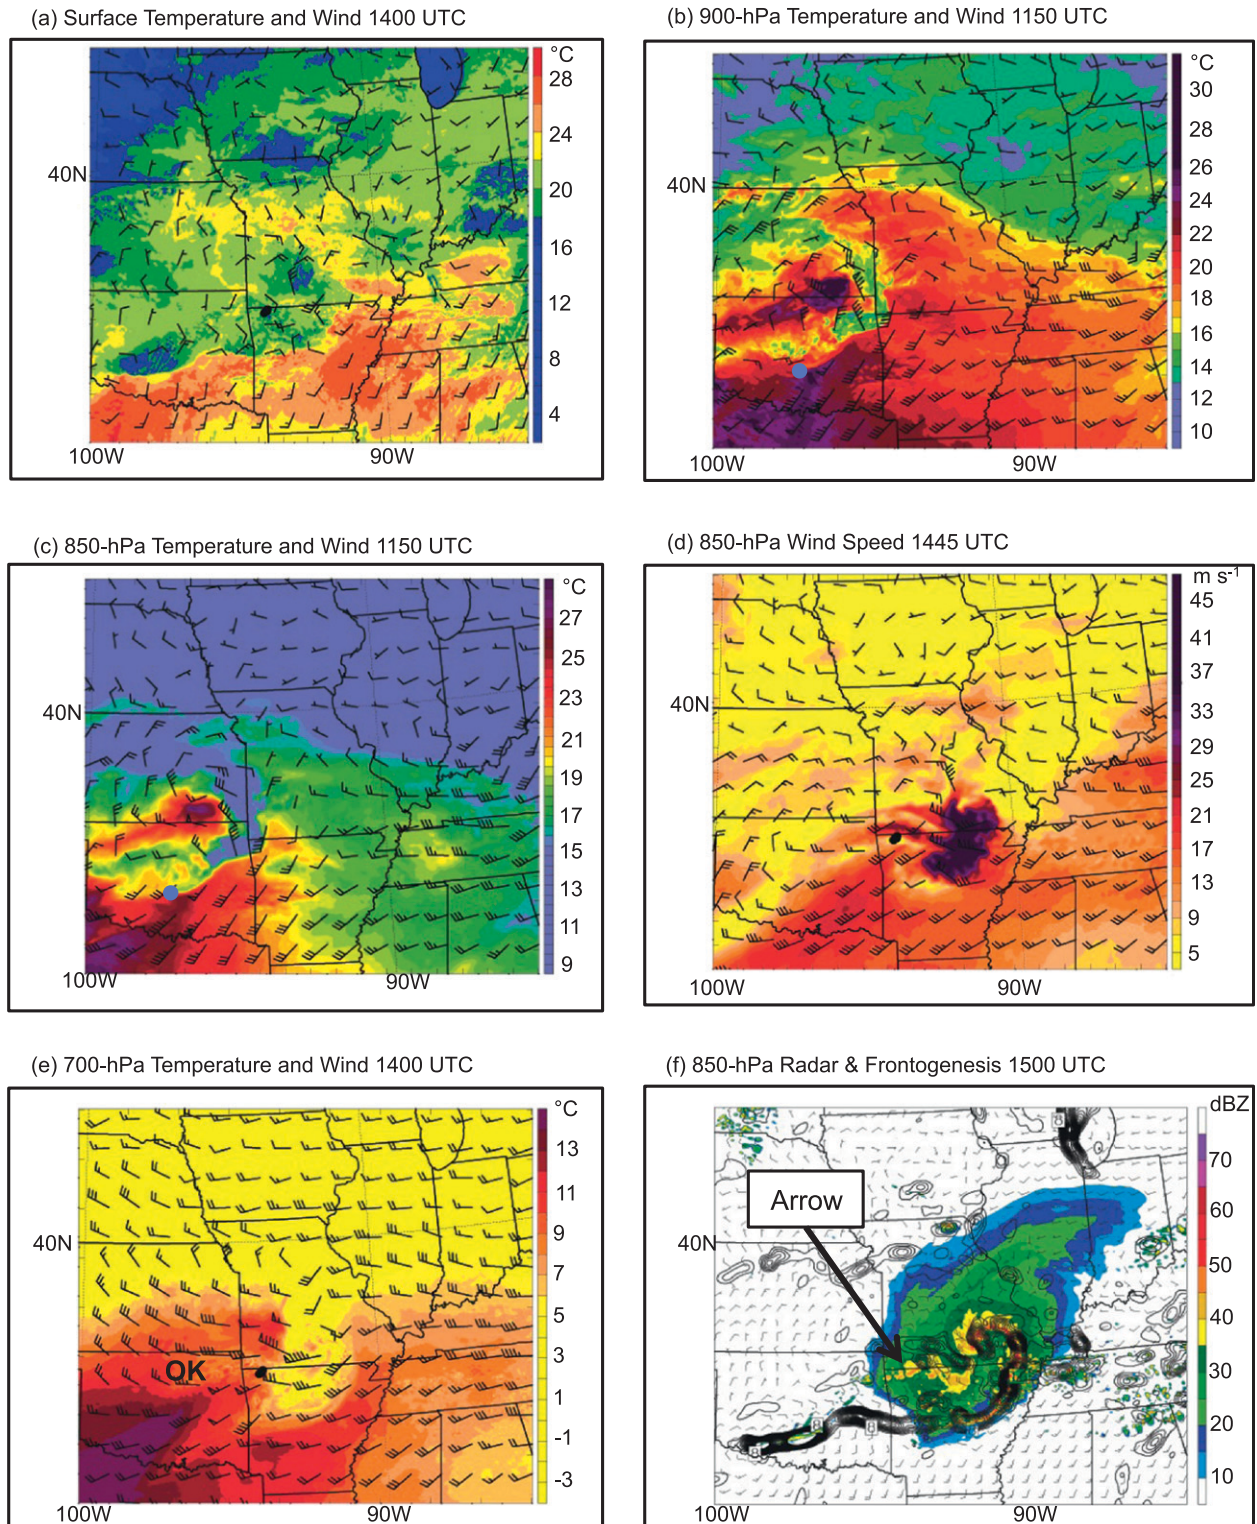 (a) Surface Temperature and Wind 1400 UTC
°C
28
24
20
16
12
8
4
40N
100W
90W
(b) 900-hPa Temperature and Wind 1150 UTC
°C
30
28
26
24
22
20
18
16
14
12
10
40N
100W
90W
(c) 850-hPa Temperature and Wind 1150 UTC
°C
27
25
23
21
19
17
15
13
11
9
40N
100W
90W
(d) 850-hPa Wind Speed 1445 UTC
m s-1
45
41
37
33
29
25
21
17
13
9
5
40N
100W
90W
(e) 700-hPa Temperature and Wind 1400 UTC
°C
13
11
9
7
5
3
1
-1
-3
40N
OK
100W
90W
(f) 850-hPa Radar & Frontogenesis 1500 UTC
dBZ
70
60
50
40
30
20
10
8
Arrow
40N
8
8
8
100W
90W